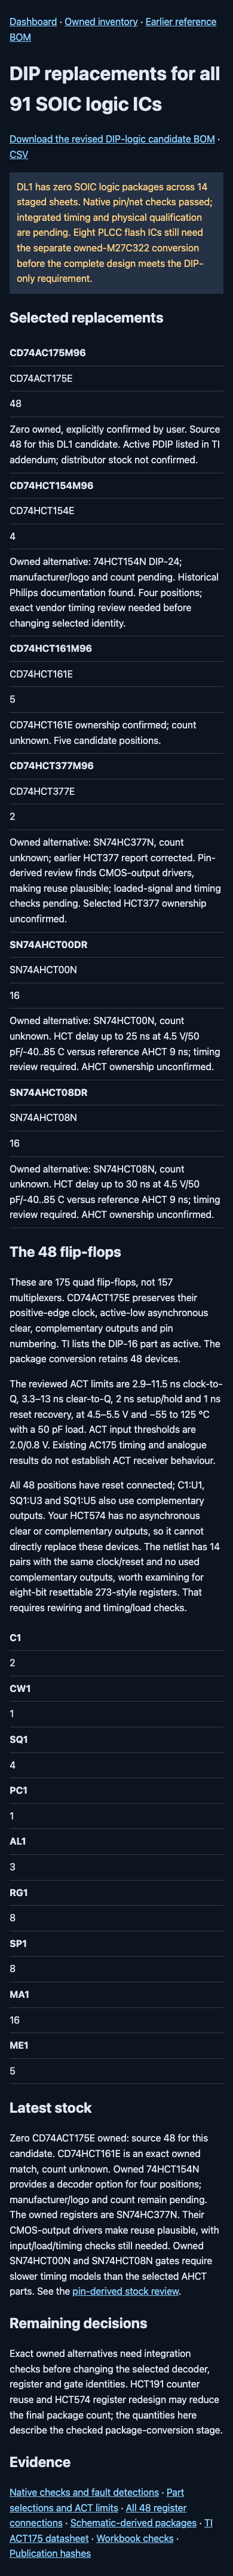 Dashboard · Owned inventory · Earlier reference
BOM
DIP replacements for all
91 SOIC logic ICs
Download the revised DIP-logic candidate BOM ·
CSV
DL1 has zero SOIC logic packages across 14
staged sheets. Native pin/net checks passed;
integrated timing and physical qualification
are pending. Eight PLCC flash ICs still need
the separate owned-M27C322 conversion
before the complete design meets the DIP-
only requirement.
Selected replacements
CD74AC175M96
CD74ACT175E
48
Zero owned, explicitly confirmed by user. Source
48 for this DL1 candidate. Active PDIP listed in TI
addendum; distributor stock not confirmed.
CD74HCT154M96
CD74HCT154E
4
Owned alternative: 74HCT154N DIP-24;
manufacturer/logo and count pending. Historical
Philips documentation found. Four positions;
exact vendor timing review needed before
changing selected identity.
CD74HCT161M96
CD74HCT161E
5
CD74HCT161E ownership confirmed; count
unknown. Five candidate positions.
CD74HCT377M96
CD74HCT377E
2
Owned alternative: SN74HC377N, count
unknown; earlier HCT377 report corrected. Pin-
derived review finds CMOS-output drivers,
making reuse plausible; loaded-signal and timing
checks pending. Selected HCT377 ownership
unconfirmed.
SN74AHCT00DR
SN74AHCT00N
16
Owned alternative: SN74HCT00N, count
unknown. HCT delay up to 25 ns at 4.5 V/50
pF/-40..85 C versus reference AHCT 9 ns; timing
review required. AHCT ownership unconfirmed.
SN74AHCT08DR
SN74AHCT08N
16
Owned alternative: SN74HCT08N, count
unknown. HCT delay up to 30 ns at 4.5 V/50
pF/-40..85 C versus reference AHCT 9 ns; timing
review required. AHCT ownership unconfirmed.
The 48 flip-flops
These are 175 quad flip-flops, not 157
multiplexers. CD74ACT175E preserves their
positive-edge clock, active-low asynchronous
clear, complementary outputs and pin
numbering. TI lists the DIP-16 part as active. The
package conversion retains 48 devices.
The reviewed ACT limits are 2.9–11.5 ns clock-to-
Q, 3.3–13 ns clear-to-Q, 2 ns setup/hold and 1 ns
reset recovery, at 4.5–5.5 V and −55 to 125 °C
with a 50 pF load. ACT input thresholds are
2.0/0.8 V. Existing AC175 timing and analogue
results do not establish ACT receiver behaviour.
All 48 positions have reset connected; C1:U1,
SQ1:U3 and SQ1:U5 also use complementary
outputs. Your HCT574 has no asynchronous
clear or complementary outputs, so it cannot
directly replace these devices. The netlist has 14
pairs with the same clock/reset and no used
complementary outputs, worth examining for
eight-bit resettable 273-style registers. That
requires rewiring and timing/load checks.
C1
2
CW1
1
SQ1
4
PC1
1
AL1
3
RG1
8
SP1
8
MA1
16
ME1
5
Latest stock
Zero CD74ACT175E owned: source 48 for this
candidate. CD74HCT161E is an exact owned
match, count unknown. Owned 74HCT154N
provides a decoder option for four positions;
manufacturer/logo and count remain pending.
The owned registers are SN74HC377N. Their
CMOS-output drivers make reuse plausible, with
input/load/timing checks still needed. Owned
SN74HCT00N and SN74HCT08N gates require
slower timing models than the selected AHCT
parts. See the pin-derived stock review.
Remaining decisions
Exact owned alternatives need integration
checks before changing the selected decoder,
register and gate identities. HCT191 counter
reuse and HCT574 register redesign may reduce
the final package count; the quantities here
describe the checked package-conversion stage.
Evidence
Native checks and fault detections · Part
selections and ACT limits · All 48 register
connections · Schematic-derived packages · TI
ACT175 datasheet · Workbook checks ·
Publication hashes